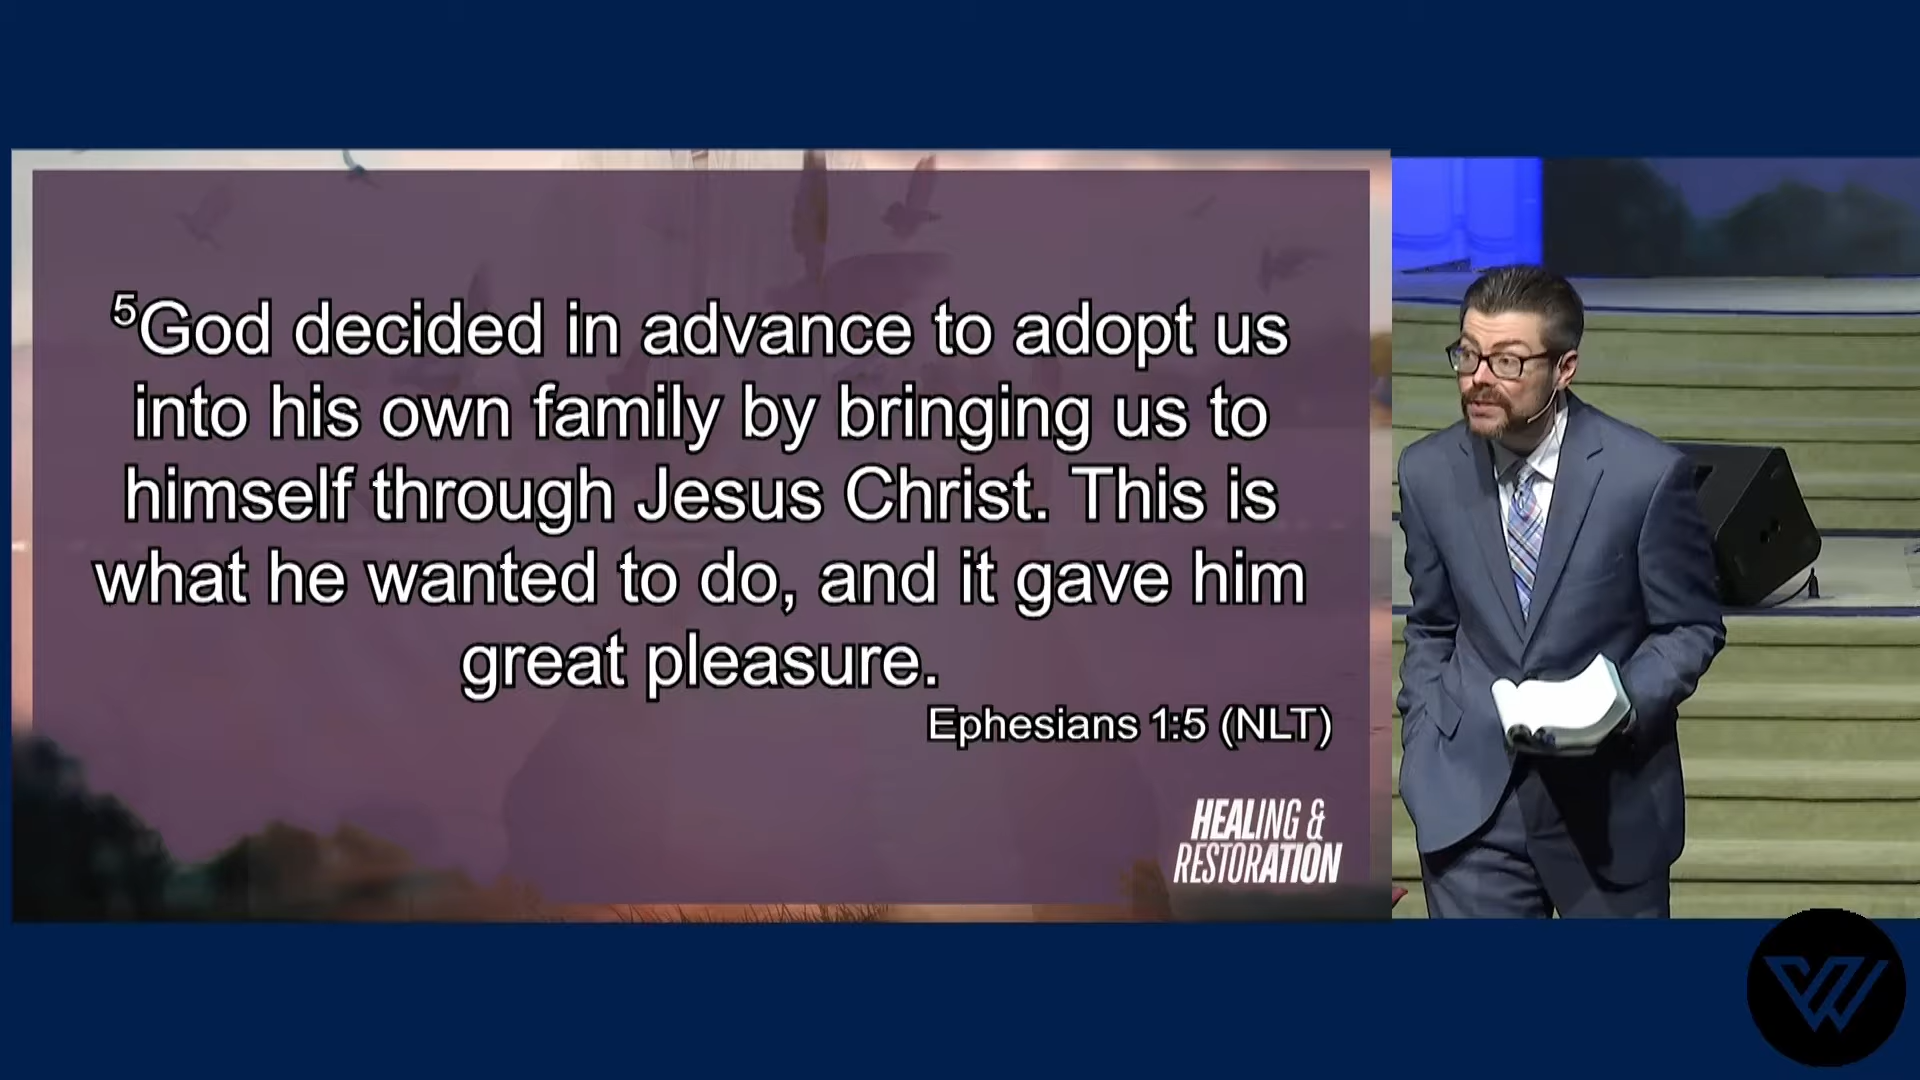 ⁵God decided in advance to adopt us
into his own family by bringing us to
himself through Jesus Christ. This is
what he wanted to do, and it gave him
great pleasure.
Ephesians 1:5 (NLT)
HEALING &
RESTORATION